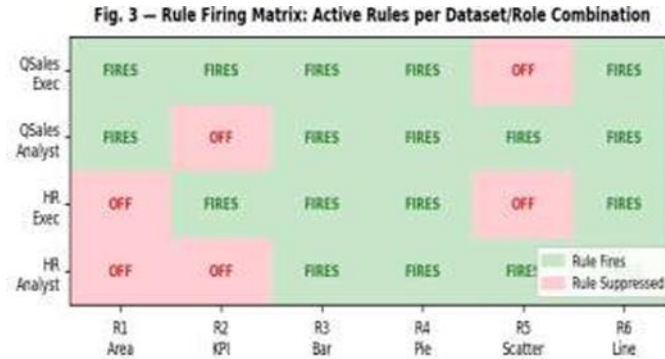 Fig. 3 — Rule Firing Matrix: Active Rules per Dataset/Role Combination
QSales
Exec
FIRES FIRES FIRES FIRES OFF FIRES
QSales
Analyst
FIRES OFF FIRES FIRES FIRES FIRES
HR
Exec
OFF FIRES FIRES FIRES OFF FIRES
HR
Analyst
OFF OFF FIRES FIRES
Rule Fires
Rule Suppressed
R1 R2 R3 R4 R5 R6
Area KPI Bar Pie Scatter Line